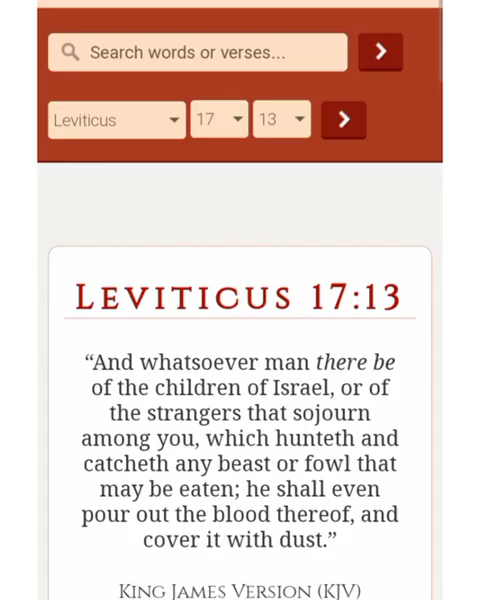 Search words or verses...
Leviticus 17 13
LEVITICUS 17:13
“And whatsoever man there be
of the children of Israel, or of
the strangers that sojourn
among you, which hunteth and
catcheth any beast or fowl that
may be eaten; he shall even
pour out the blood thereof, and
cover it with dust.”
KING JAMES VERSION (KJV)